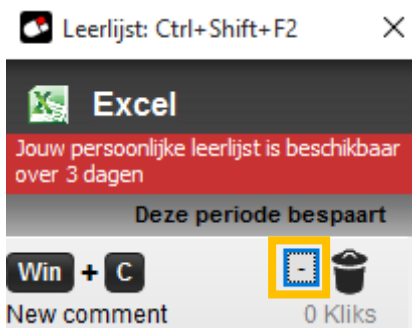 Leerlijst: Ctrl+Shift+F2
Excel
Jouw persoonlijke leerlijst is beschikbaar
over 3 dagen
Deze periode bespaart
Win + C -
New comment 0 Kliks